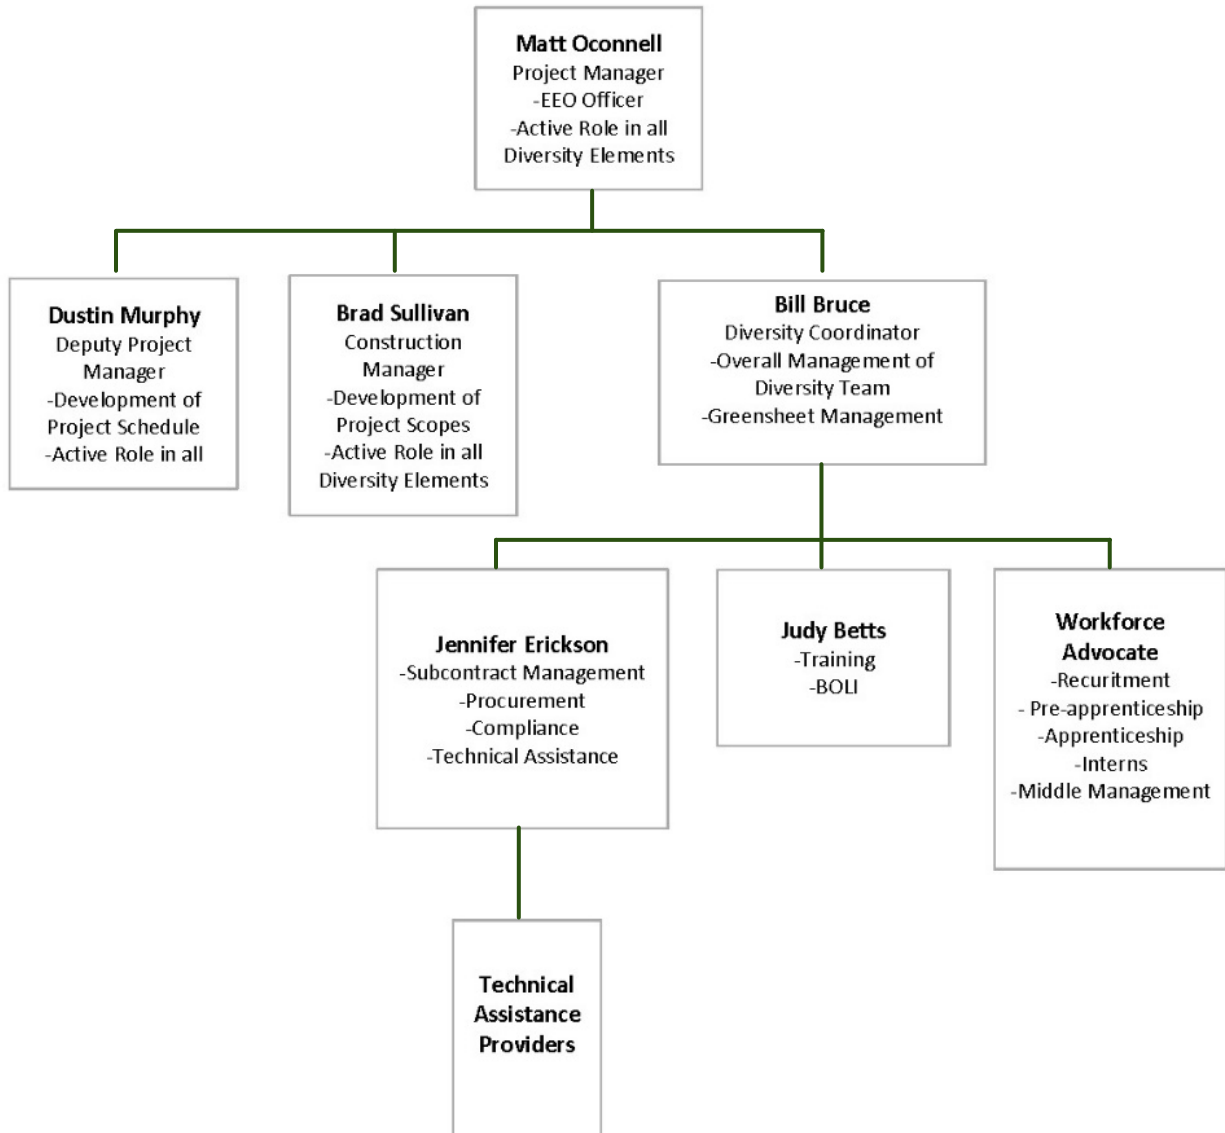 Matt Oconnell
Project Manager
-EEO Officer
-Active Role in all
Diversity Elements
Dustin Murphy
Deputy Project
Manager
-Development of
Project Schedule
-Active Role in all
Brad Sullivan
Construction
Manager
-Development of
Project Scopes
-Active Role in all
Diversity Elements
Bill Bruce
Diversity Coordinator
-Overall Management of
Diversity Team
-Greensheet Management
Jennifer Erickson
-Subcontract Management
-Procurement
-Compliance
-Technical Assistance
Judy Betts
-Training
-BOLI
Workforce
Advocate
-Recuritment
- Pre-apprenticeship
-Apprenticeship
-Interns
-Middle Management
Technical
Assistance
Providers